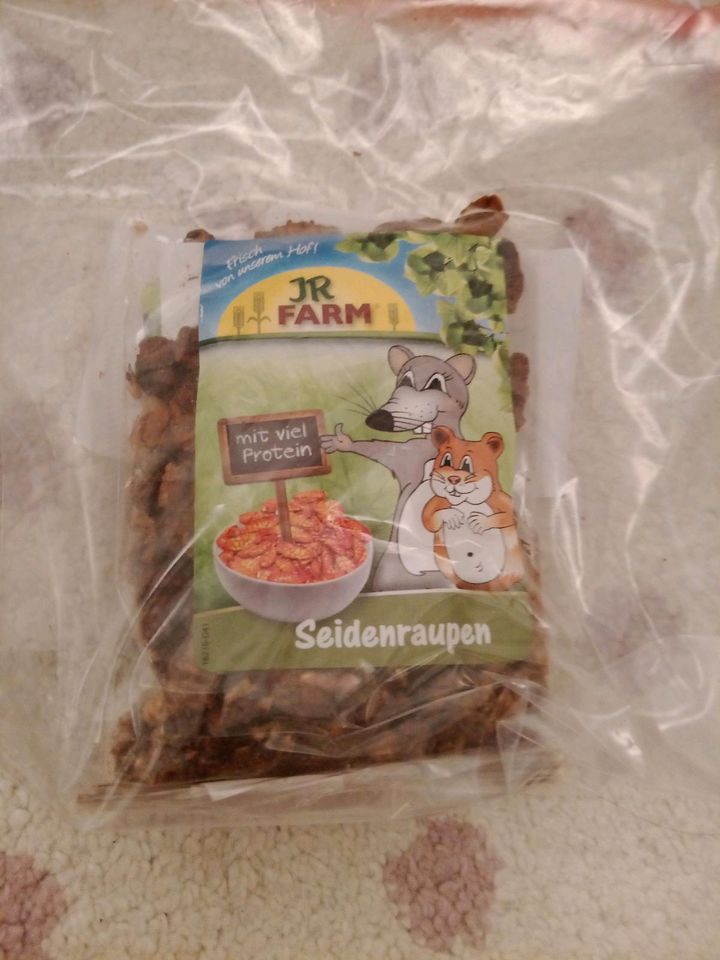 frisch
von unserem Hof!
JR
FARM
mit viel
Protein
Seidenraupen